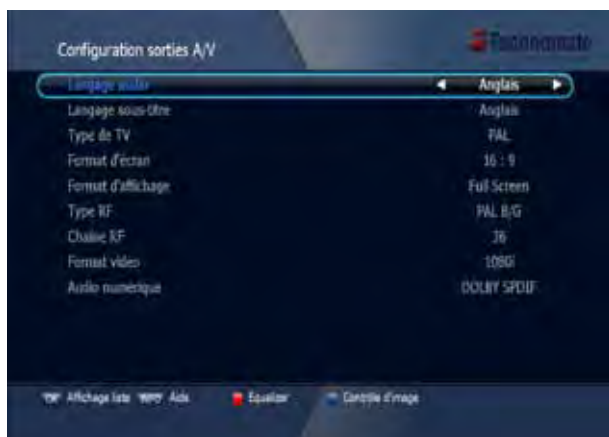 Configuration sorties A/V
Technomate
Langage audio Anglais
Langage sous-titre Anglais
Type de TV PAL
Format d'écran 16 : 9
Format d'affichage Full Screen
Type RF PAL B/G
Chaîne RF 36
Format vidéo 1080i
Audio numérique DOLBY SPDIF
Affichage liste Aide Equalizer Contrôle d'image